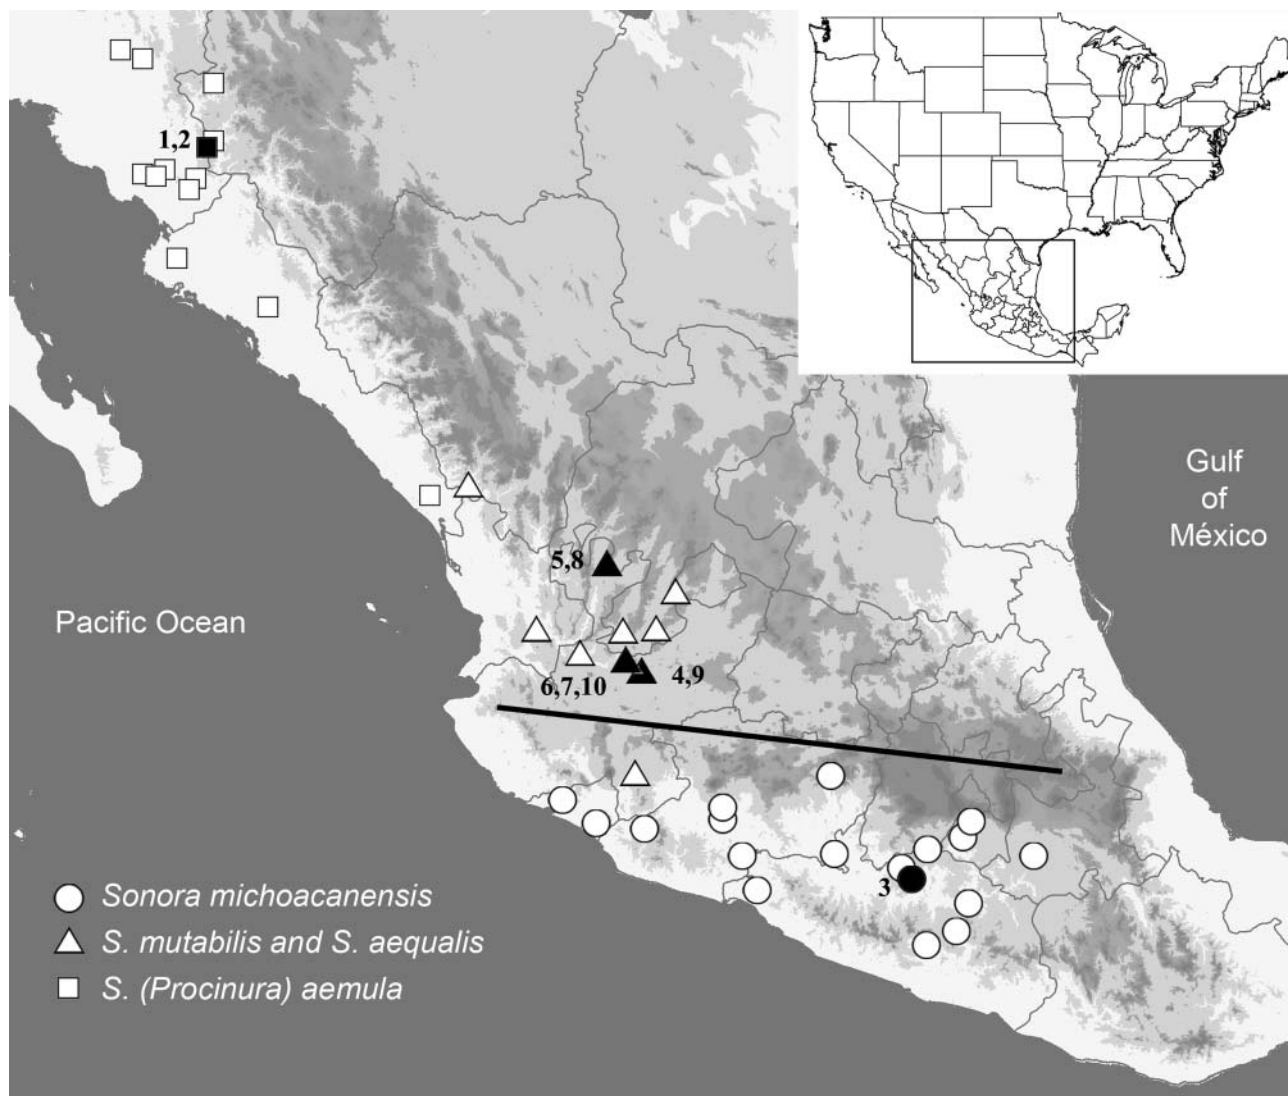 1,2
Gulf
of
México
5,8
Pacific Ocean
6,7,10
4,9
3
Sonora michoacanensis
S. mutabilis and S. aequalis
S. (Procinura) aemula